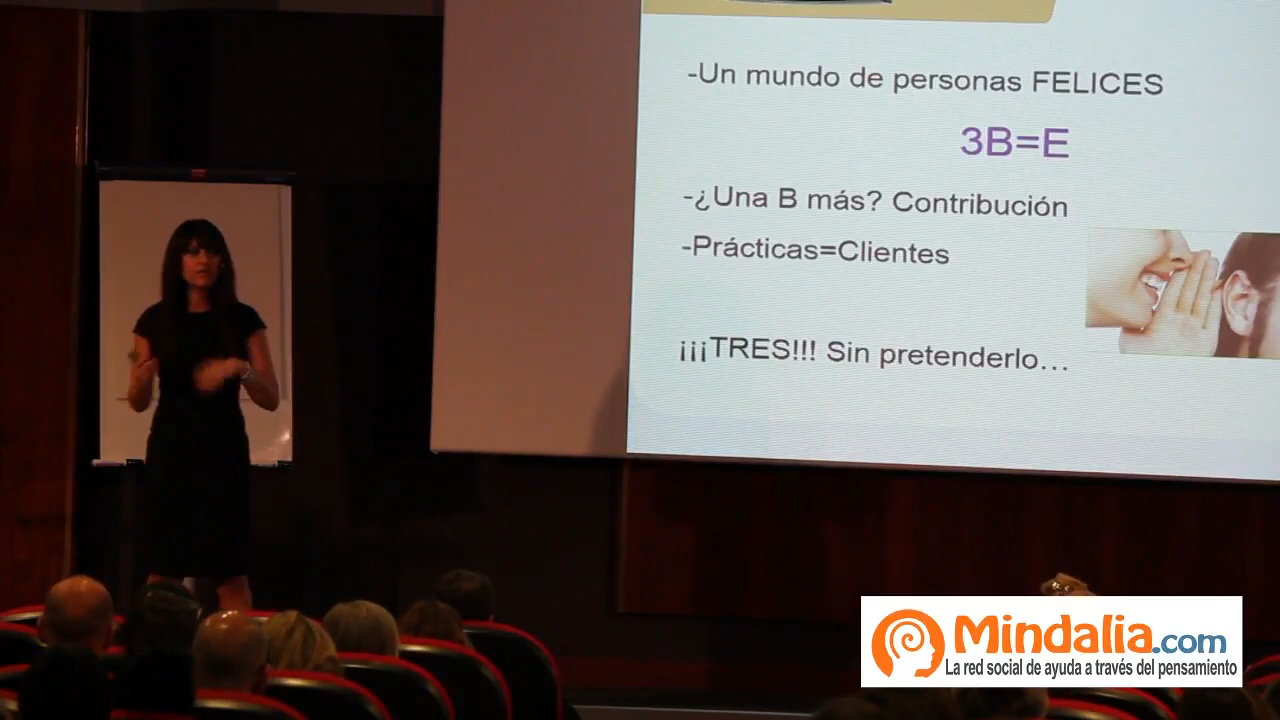 -Un mundo de personas FELICES
3B=E
-¿Una B más? Contribución
-Prácticas=Clientes
¡¡¡TRES!!! Sin pretenderlo...
Mindalia.com
La red social de ayuda a través del pensamiento